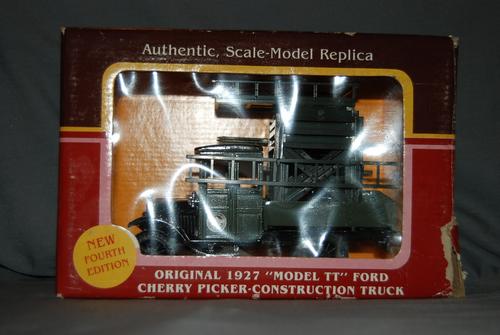 Authentic, Scale-Model Replica
NEW
FOURTH
EDITION
ORIGINAL 1927 "MODEL TT" FORD
CHERRY PICKER-CONSTRUCTION TRUCK